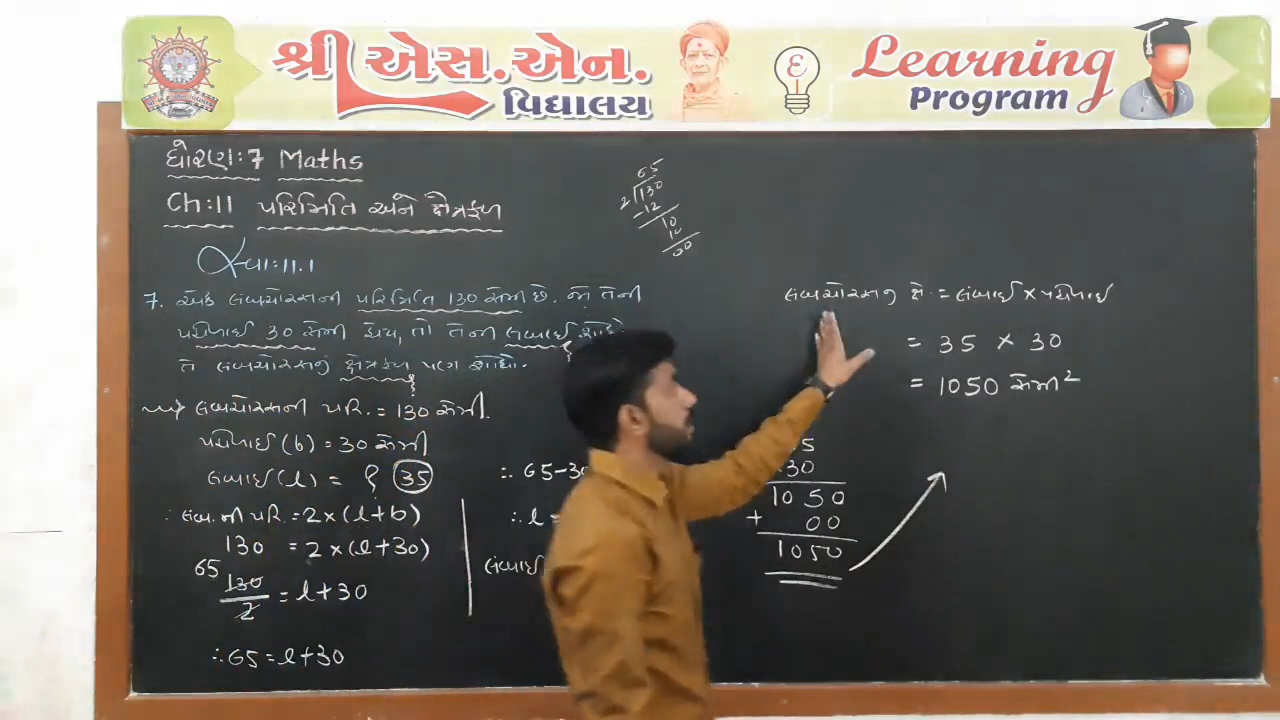 શ્રી એસ.એન.
વિદ્યાલય
Learning
Program
ધોરણ:7 Maths
Ch:11 પરિમિતિ અને ક્ષેત્રફળ
સ્વા:11.1
7. એક લંબચોરસની પરિમિતિ 130 સેમી છે. જો તેની
પહોળાઈ 30 સેમી હોય, તો તેની લંબાઈ શોધો.
તે લંબચોરસનું ક્ષેત્રફળ પણ શોધો.
લંબચોરસની પરિ. = 130 સેમી.
પહોળાઈ (b) = 30 સેમી
લંબાઈ (l) = ? 35
∴ લંબ.ની પરિ. = 2 × (l + b)
130 = 2 × (l + 30)
65
130/2 = l + 30
∴ 65 = l + 30
65
2 130
- 12
10
10
00
∴ 65 - 30
∴ l =
લંબાઈ
5
30
1050
+ 00
1050
લંબચોરસનું ક્ષે. = લંબાઈ × પહોળાઈ
= 35 × 30
= 1050 સેમી²